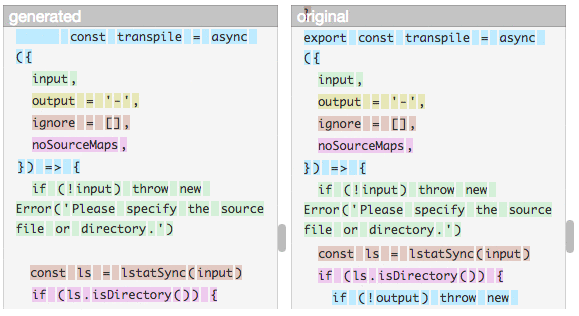 generated
const transpile = async
({
input,
output = '-',
ignore = [],
noSourceMaps,
}) => {
if (!input) throw new
Error('Please specify the source
file or directory.')
const ls = lstatSync(input)
if (ls.isDirectory()) {
original
export const transpile = async
({
input,
output = '-',
ignore = [],
noSourceMaps,
}) => {
if (!input) throw new
Error('Please specify the source
file or directory.')
const ls = lstatSync(input)
if (ls.isDirectory()) {
if (!output) throw new